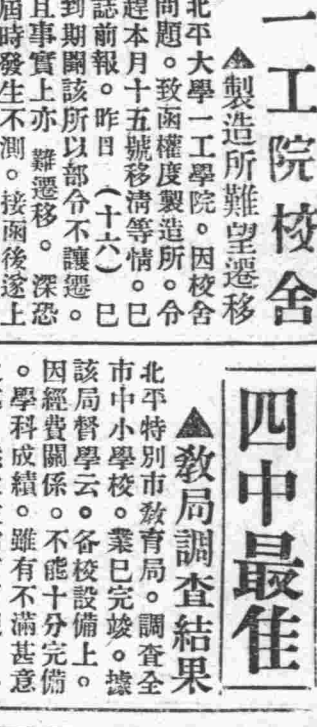 一工院校舍
▲製造所難望遷移
北平大學一工學院。因校舍
問題。致函權度製造所。令
趕本月十五號移清等情。已
誌前報。昨日（十六）已
到期關該所以部令不讓遷。
且事實上亦難遷移。深恐
屆時發生不測。接函後遂上
四中最佳
▲教局調查結果
北平特別市敎育局。調查全
市中小學校。業已完竣。據
該局督學云。各校設備上。
因經費關係。不能十分完備
。學科成績。雖有不滿甚意